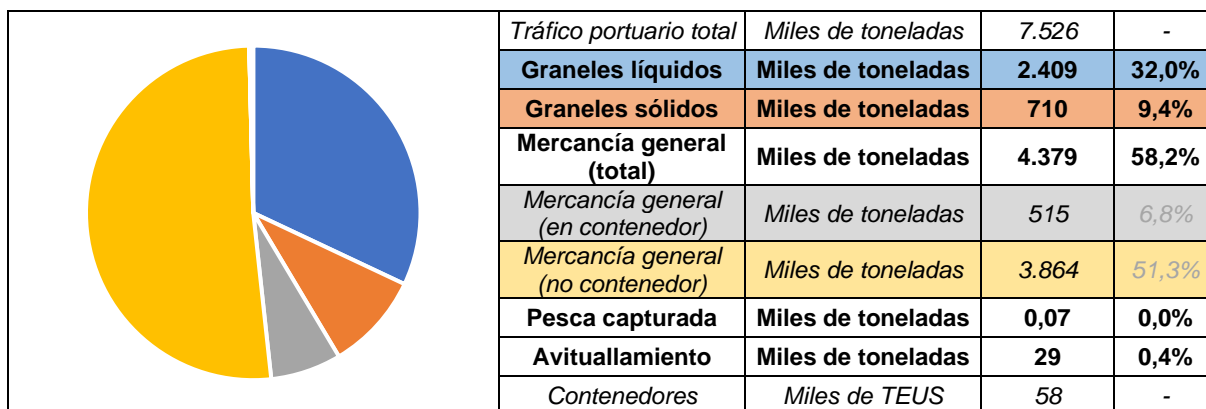 Tráfico portuario total Miles de toneladas 7.526 -
Graneles líquidos Miles de toneladas 2.409 32,0%
Graneles sólidos Miles de toneladas 710 9,4%
Mercancía general
(total) Miles de toneladas 4.379 58,2%
Mercancía general
(en contenedor) Miles de toneladas 515 6,8%
Mercancía general
(no contenedor) Miles de toneladas 3.864 51,3%
Pesca capturada Miles de toneladas 0,07 0,0%
Avituallamiento Miles de toneladas 29 0,4%
Contenedores Miles de TEUS 58 -